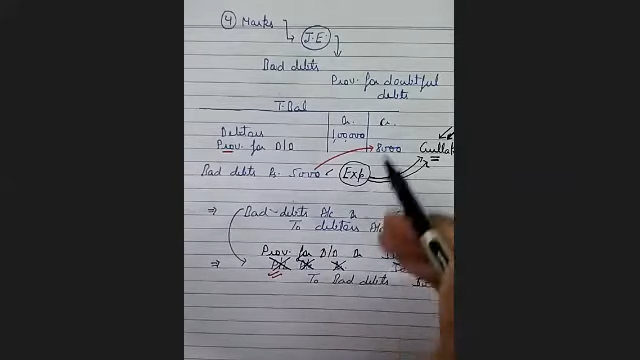 4 Marks
J.E.
Bad debts
Prov. for doubtful
debts
T. Bal
Dr. Cr.
Debtors 1,00,000
Prov. for D/D 8000
Bad debts Rs. 5000 Exp
⇒ Bad debts A/c Dr
To debtors A/c
⇒ Prov. for D/D Dr
To Bad debts